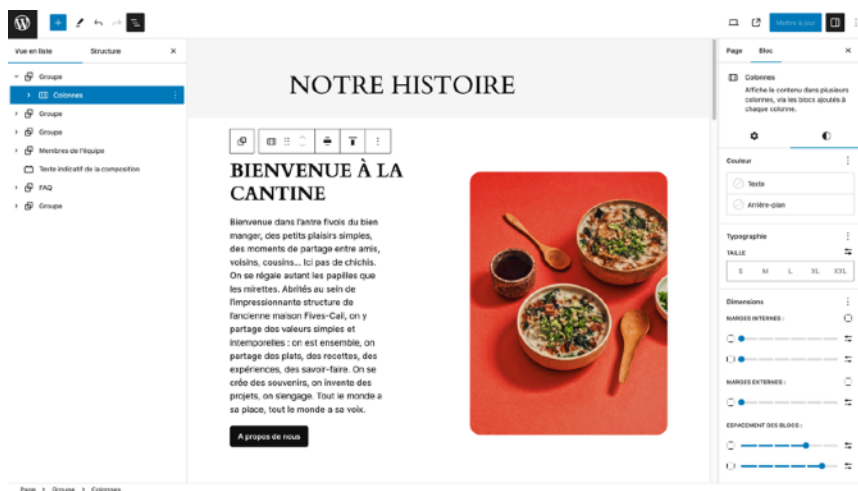 Mettre à jour
Vue en liste
Structure
Page
Bloc
Groupe
Colonnes
Groupe
Groupe
Membres de l'équipe
Texte indicatif de la composition
FAQ
Groupe
NOTRE HISTOIRE
BIENVENUE À LA
CANTINE
Bienvenue dans l'antre fivois du bien
manger, des petits plaisirs simples,
des moments de partage entre amis,
voisins, cousins... Ici pas de chichis.
On se régale autant les papilles que
les mirettes. Abrités au sein de
l'impressionnante structure de
l'ancienne maison Fives-Cail, on y
partage des valeurs simples et
intemporelles : on est ensemble, on
partage des plats, des recettes, des
expériences, des savoir-faire. On se
crée des souvenirs, on invente des
projets, on s'engage. Tout le monde a
sa place, tout le monde a sa voix.
A propos de nous
Colonnes
Affiche le contenu dans plusieurs
colonnes, via les blocs ajoutés à
chaque colonne.
Couleur
Texte
Arrière-plan
Typographie
TAILLE
S M L XL XXL
Dimensions
MARGES INTERNES :
MARGES EXTERNES :
ESPACEMENT DES BLOCS :
Page > Groupe > Colonnes